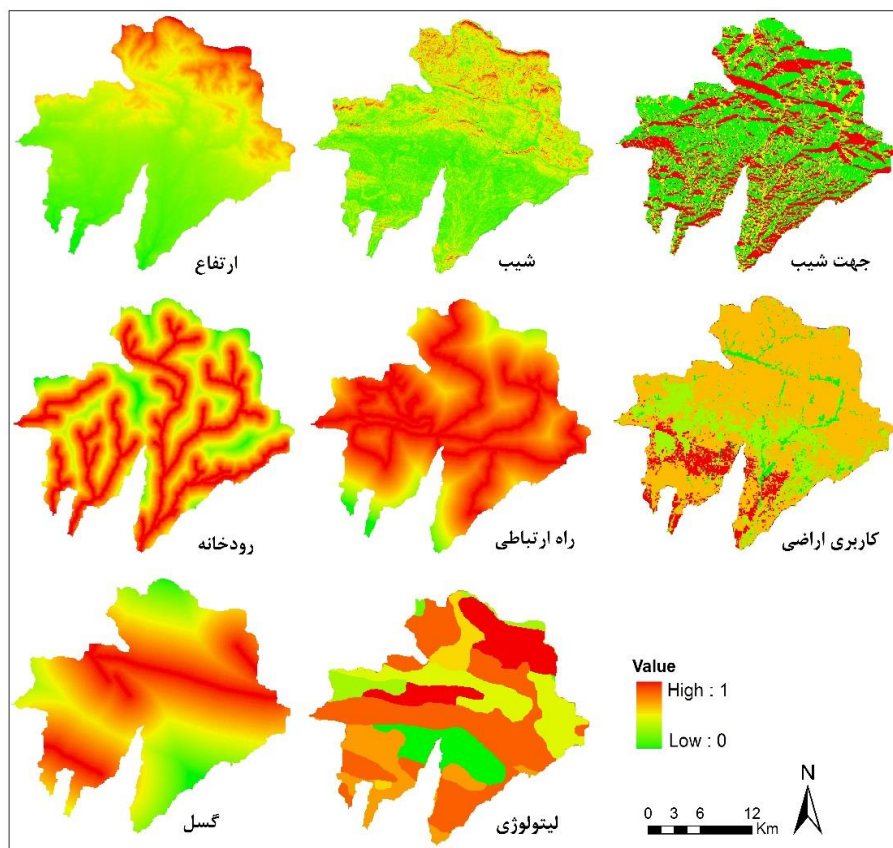 ارتفاع
شیب
جهت شیب
رودخانه
راه ارتباطی
کاربری اراضی
گسل
لیتولوژی
Value
High : 1
Low : 0
N
0 3 6 12
Km